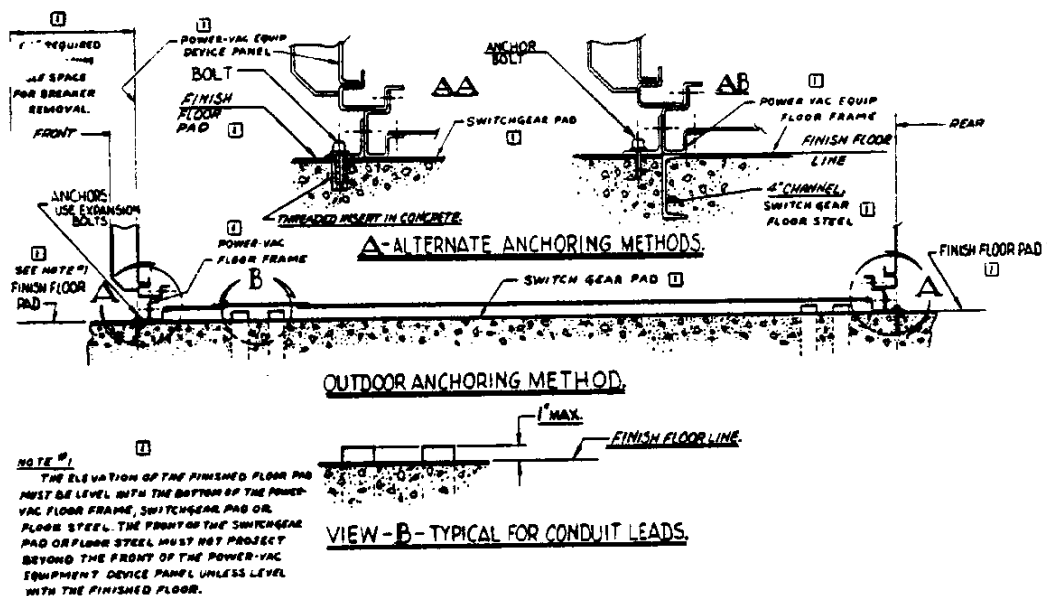 REQUIRED
SPACE
FOR BREAKER
REMOVAL.
FRONT
POWER-VAC EQUIP
DEVICE PANEL
BOLT
FINISH
FLOOR
PAD
AA
SWITCHGEAR PAD
THREADED INSERT IN CONCRETE.
ANCHOR
BOLT
AB
POWER VAC EQUIP
FLOOR FRAME
FINISH FLOOR
LINE
4" CHANNEL,
SWITCH GEAR
FLOOR STEEL
REAR
A-ALTERNATE ANCHORING METHODS.
ANCHORS
USE EXPANSION
BOLTS
POWER-VAC
FLOOR FRAME
SEE NOTE #1
FINISH FLOOR
PAD
A
B
SWITCH GEAR PAD
A
FINISH FLOOR PAD
OUTDOOR ANCHORING METHOD.
1" MAX.
FINISH FLOOR LINE.
VIEW-B-TYPICAL FOR CONDUIT LEADS.
NOTE #1
THE ELEVATION OF THE FINISHED FLOOR PAD
MUST BE LEVEL WITH THE BOTTOM OF THE POWER-
VAC FLOOR FRAME, SWITCHGEAR PAD OR
FLOOR STEEL. THE FRONT OF THE SWITCHGEAR
PAD OR FLOOR STEEL MUST NOT PROJECT
BEYOND THE FRONT OF THE POWER-VAC
EQUIPMENT DEVICE PANEL UNLESS LEVEL
WITH THE FINISHED FLOOR.